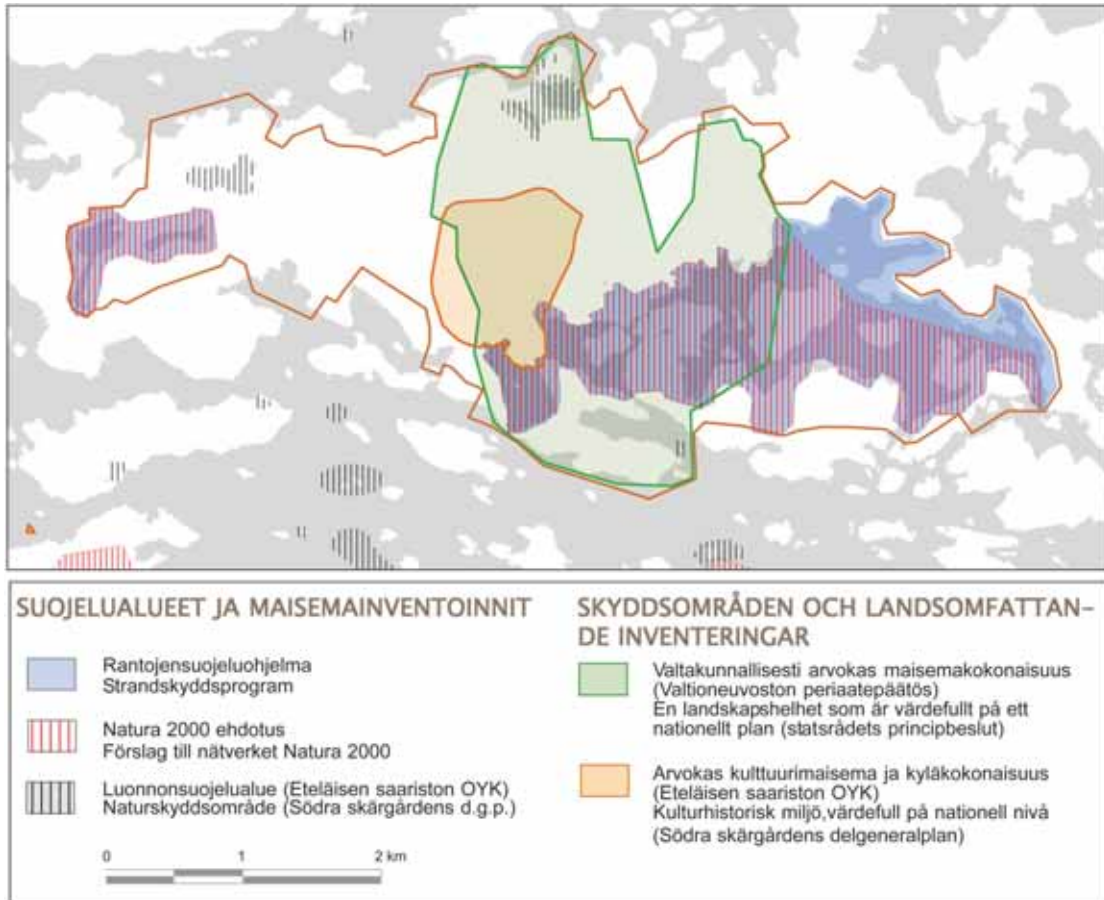 SUOJELUALUEET JA MAISEMAINVENTOINNIT
Rantojensuojeluohjelma
Strandskyddsprogram
Natura 2000 ehdotus
Förslag till nätverket Natura 2000
Luonnonsuojelualue (Eteläisen saariston OYK)
Naturskyddsområde (Södra skärgårdens d.g.p.)
0 1 2 km
SKYDDSOMRÅDEN OCH LANDSOMFATTAN-
DE INVENTERINGAR
Valtakunnallisesti arvokas maisemakokonaisuus
(Valtioneuvoston periaatepäätös)
En landskapshelhet som är värdefullt på ett
nationellt plan (statsrådets principbeslut)
Arvokas kulttuurimaisema ja kyläkokonaisuus
(Eteläisen saariston OYK)
Kulturhistorisk miljö,värdefull på nationell nivå
(Södra skärgårdens delgeneralplan)